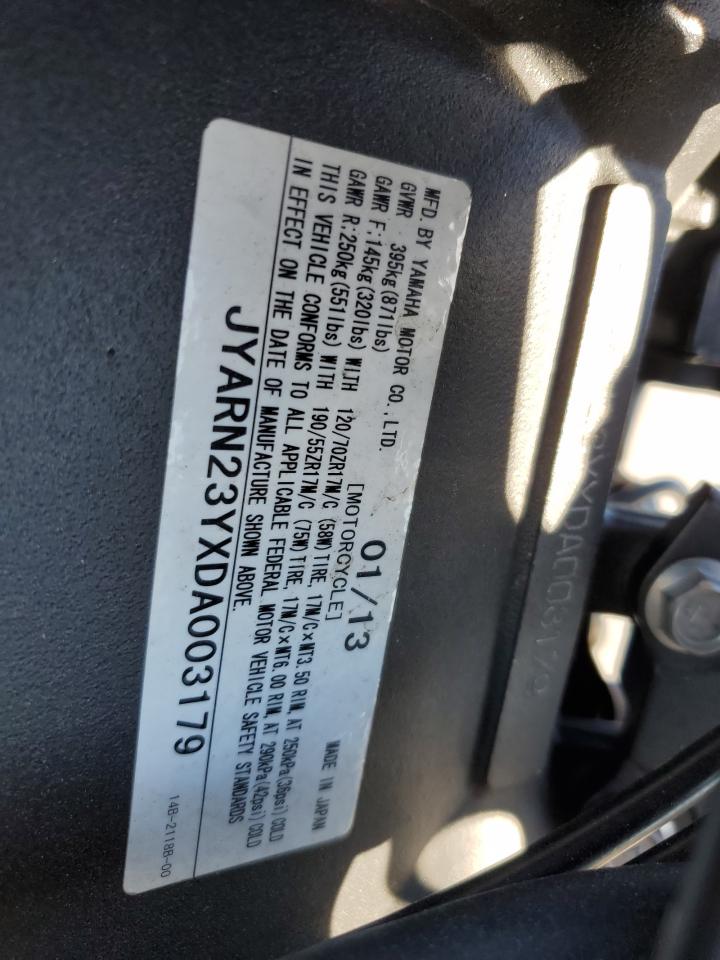 MFD. BY YAMAHA MOTOR CO., LTD. 01/13 MADE IN JAPAN
GVWR 395kg(871lbs) [MOTORCYCLE]
GAWR F:145kg(320lbs) WITH 120/70ZR17M/C (58W)TIRE, 17M/C×MT3.50 RIM, AT 250kPa(36psi) COLD
GAWR R:250kg(551lbs) WITH 190/55ZR17M/C (75W)TIRE, 17M/C×MT6.00 RIM, AT 290kPa(42psi) COLD
THIS VEHICLE CONFORMS TO ALL APPLICABLE FEDERAL MOTOR VEHICLE SAFETY STANDARDS
IN EFFECT ON THE DATE OF MANUFACTURE SHOWN ABOVE.
JYARN23YXDA003179
14B-2118B-00
YXDA003179